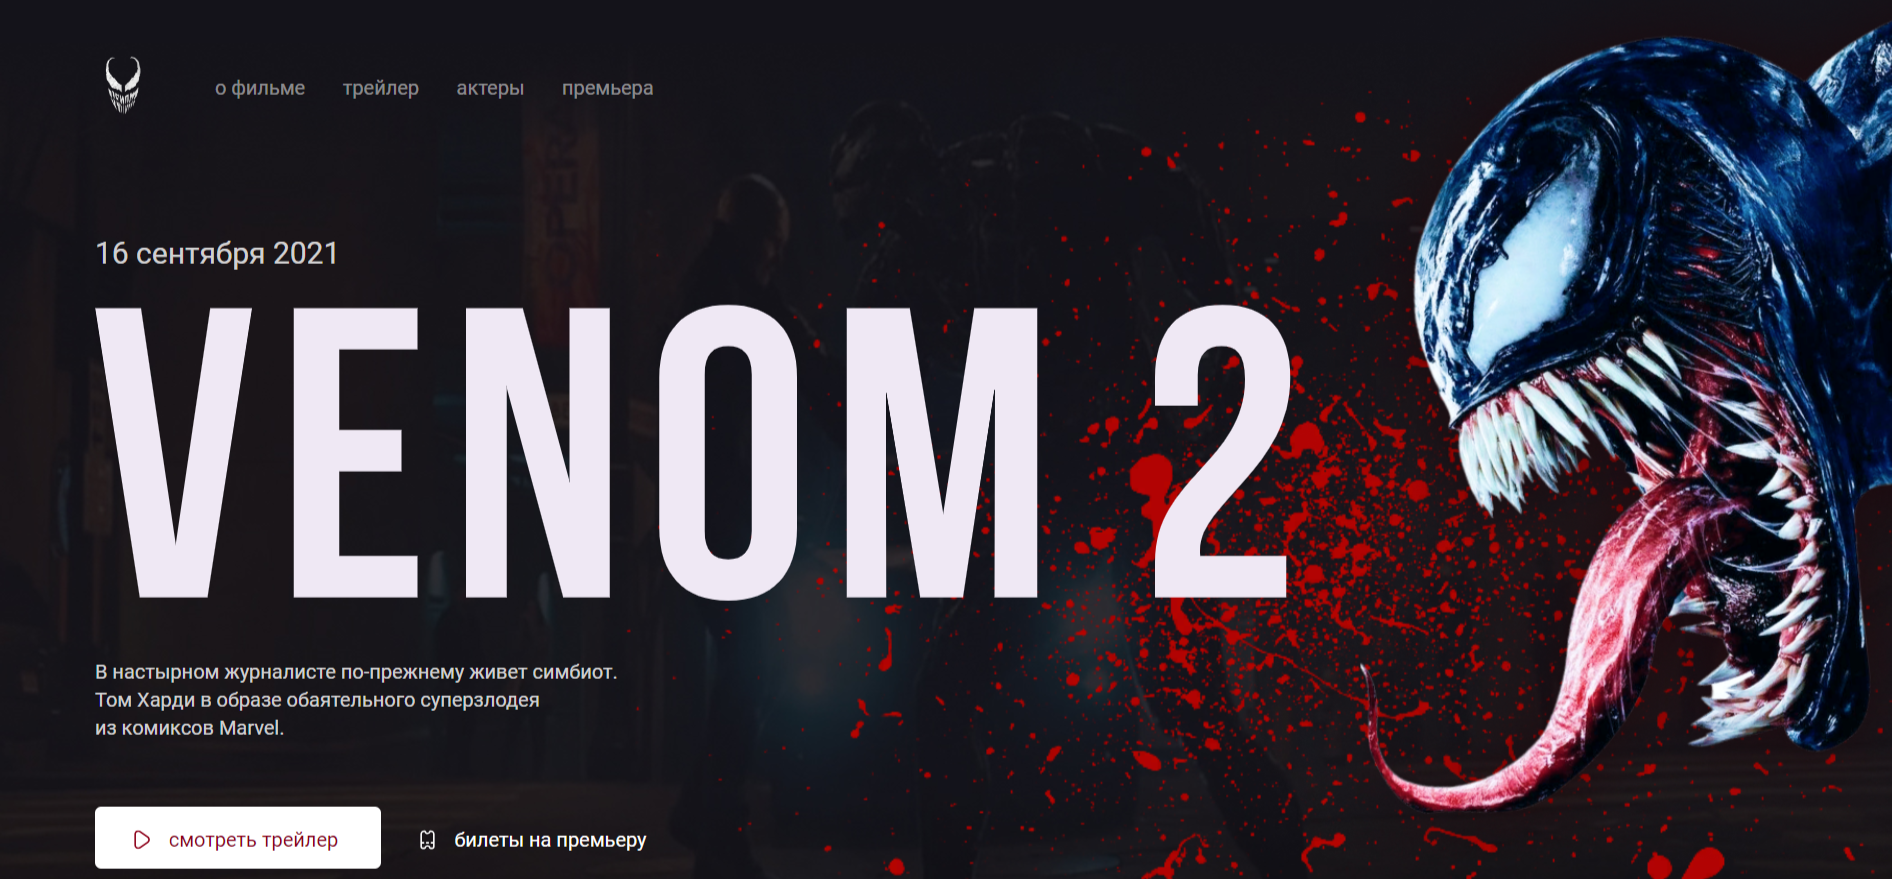 о фильме трейлер актеры премьера
16 сентября 2021
VENOM 2
В настырном журналисте по-прежнему живет симбиот.
Том Харди в образе обаятельного суперзлодея
из комиксов Marvel.
смотреть трейлер билеты на премьеру